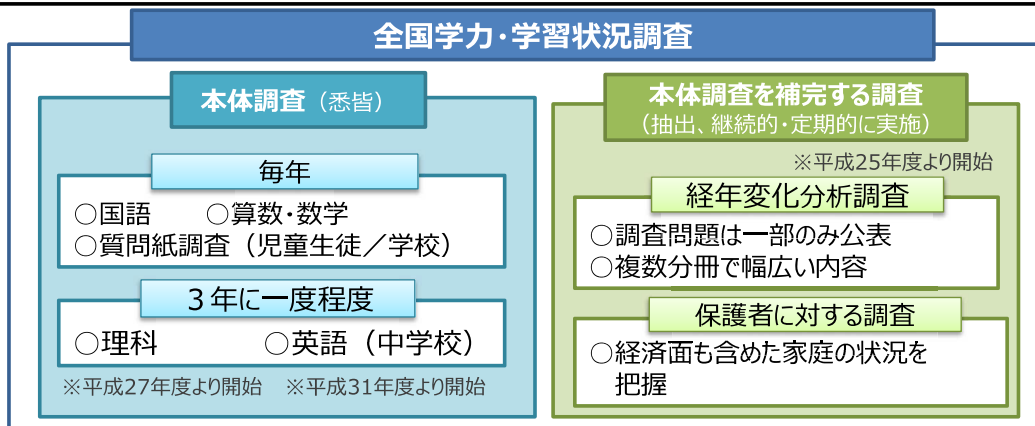 全国学力・学習状況調査
本体調査（悉皆）
毎年
○国語　○算数・数学
○質問紙調査（児童生徒／学校）
３年に一度程度
○理科　○英語（中学校）
※平成27年度より開始　※平成31年度より開始
本体調査を補完する調査
（抽出、継続的・定期的に実施）
※平成25年度より開始
経年変化分析調査
○調査問題は一部のみ公表
○複数分冊で幅広い内容
保護者に対する調査
○経済面も含めた家庭の状況を
把握